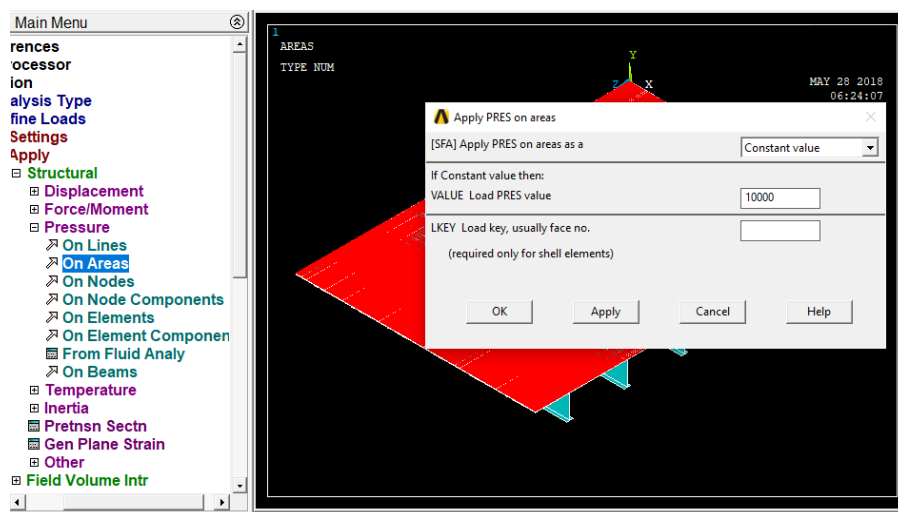 Main Menu
rences
rocessor
ion
alysis Type
fine Loads
Settings
Apply
Structural
Displacement
Force/Moment
Pressure
On Lines
On Areas
On Nodes
On Node Components
On Elements
On Element Componen
From Fluid Analy
On Beams
Temperature
Inertia
Pretnsn Sectn
Gen Plane Strain
Other
Field Volume Intr
1
AREAS
TYPE NUM
Y
Z X
MAY 28 2018
06:24:07
Apply PRES on areas
[SFA] Apply PRES on areas as a Constant value
If Constant value then:
VALUE Load PRES value 10000
LKEY Load key, usually face no.
(required only for shell elements)
OK Apply Cancel Help